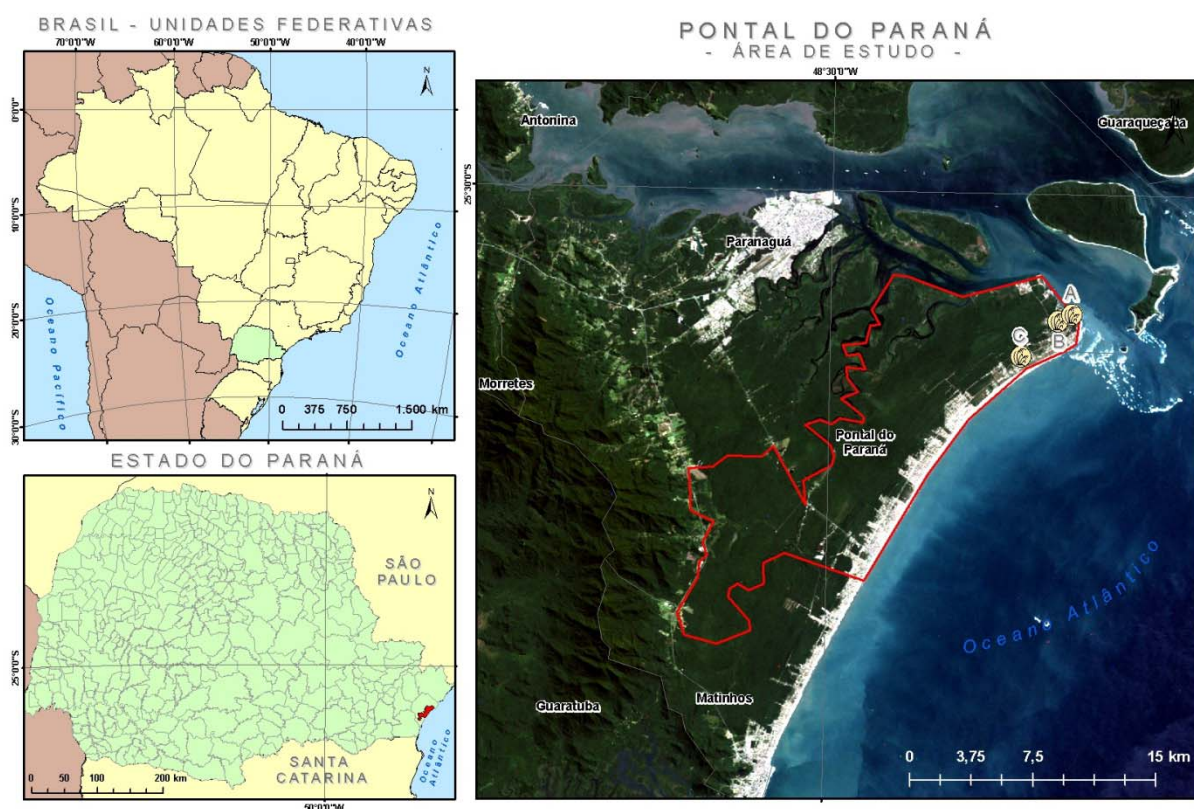 BRASIL - UNIDADES FEDERATIVAS
70°0'0"W
60°0'0"W
50°0'0"W
40°0'0"W
N
0°0'0"
10°0'0"S
20°0'0"S
30°0'0"S
Oceano Pacífico
Oceano Atlântico
0 375 750 1.500 km
ESTADO DO PARANÁ
N
SÃO
PAULO
25°0'0"S
SANTA
CATARINA
Oceano
Atlântico
0 50 100 200 km
50°0'0"W
PONTAL DO PARANÁ
- ÁREA DE ESTUDO -
48°30'0"W
25°30'0"S
Antonina
Guaraqueçaba
Paranaguá
A
B
C
Morretes
Pontal do
Paraná
Oceano Atlântico
Guaratuba
Matinhos
0 3,75 7,5 15 km